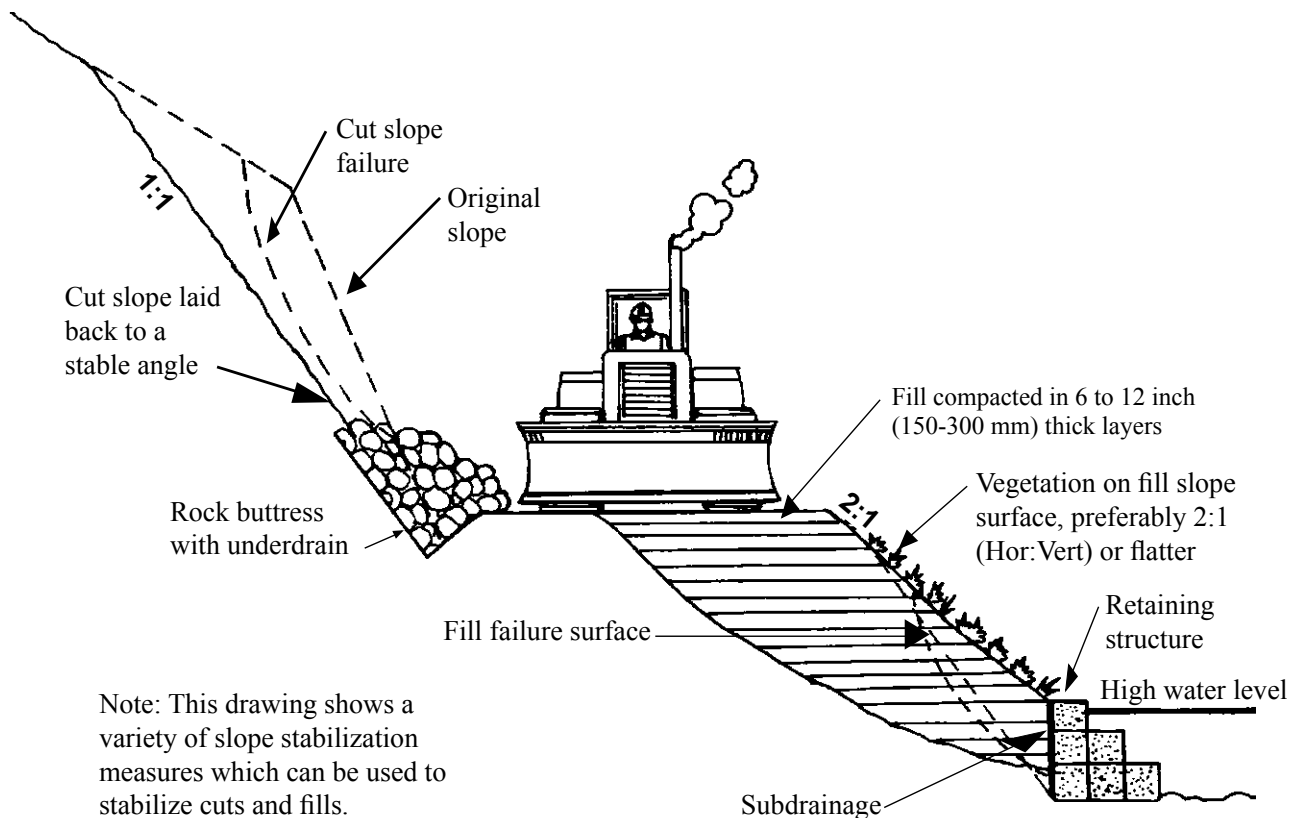 Cut slope
failure
1:1
Original
slope
Cut slope laid
back to a
stable angle
Fill compacted in 6 to 12 inch
(150-300 mm) thick layers
2:1
Vegetation on fill slope
surface, preferably 2:1
(Hor:Vert) or flatter
Rock buttress
with underdrain
Retaining
structure
Fill failure surface
High water level
Note: This drawing shows a
variety of slope stabilization
measures which can be used to
stabilize cuts and fills.
Subdrainage